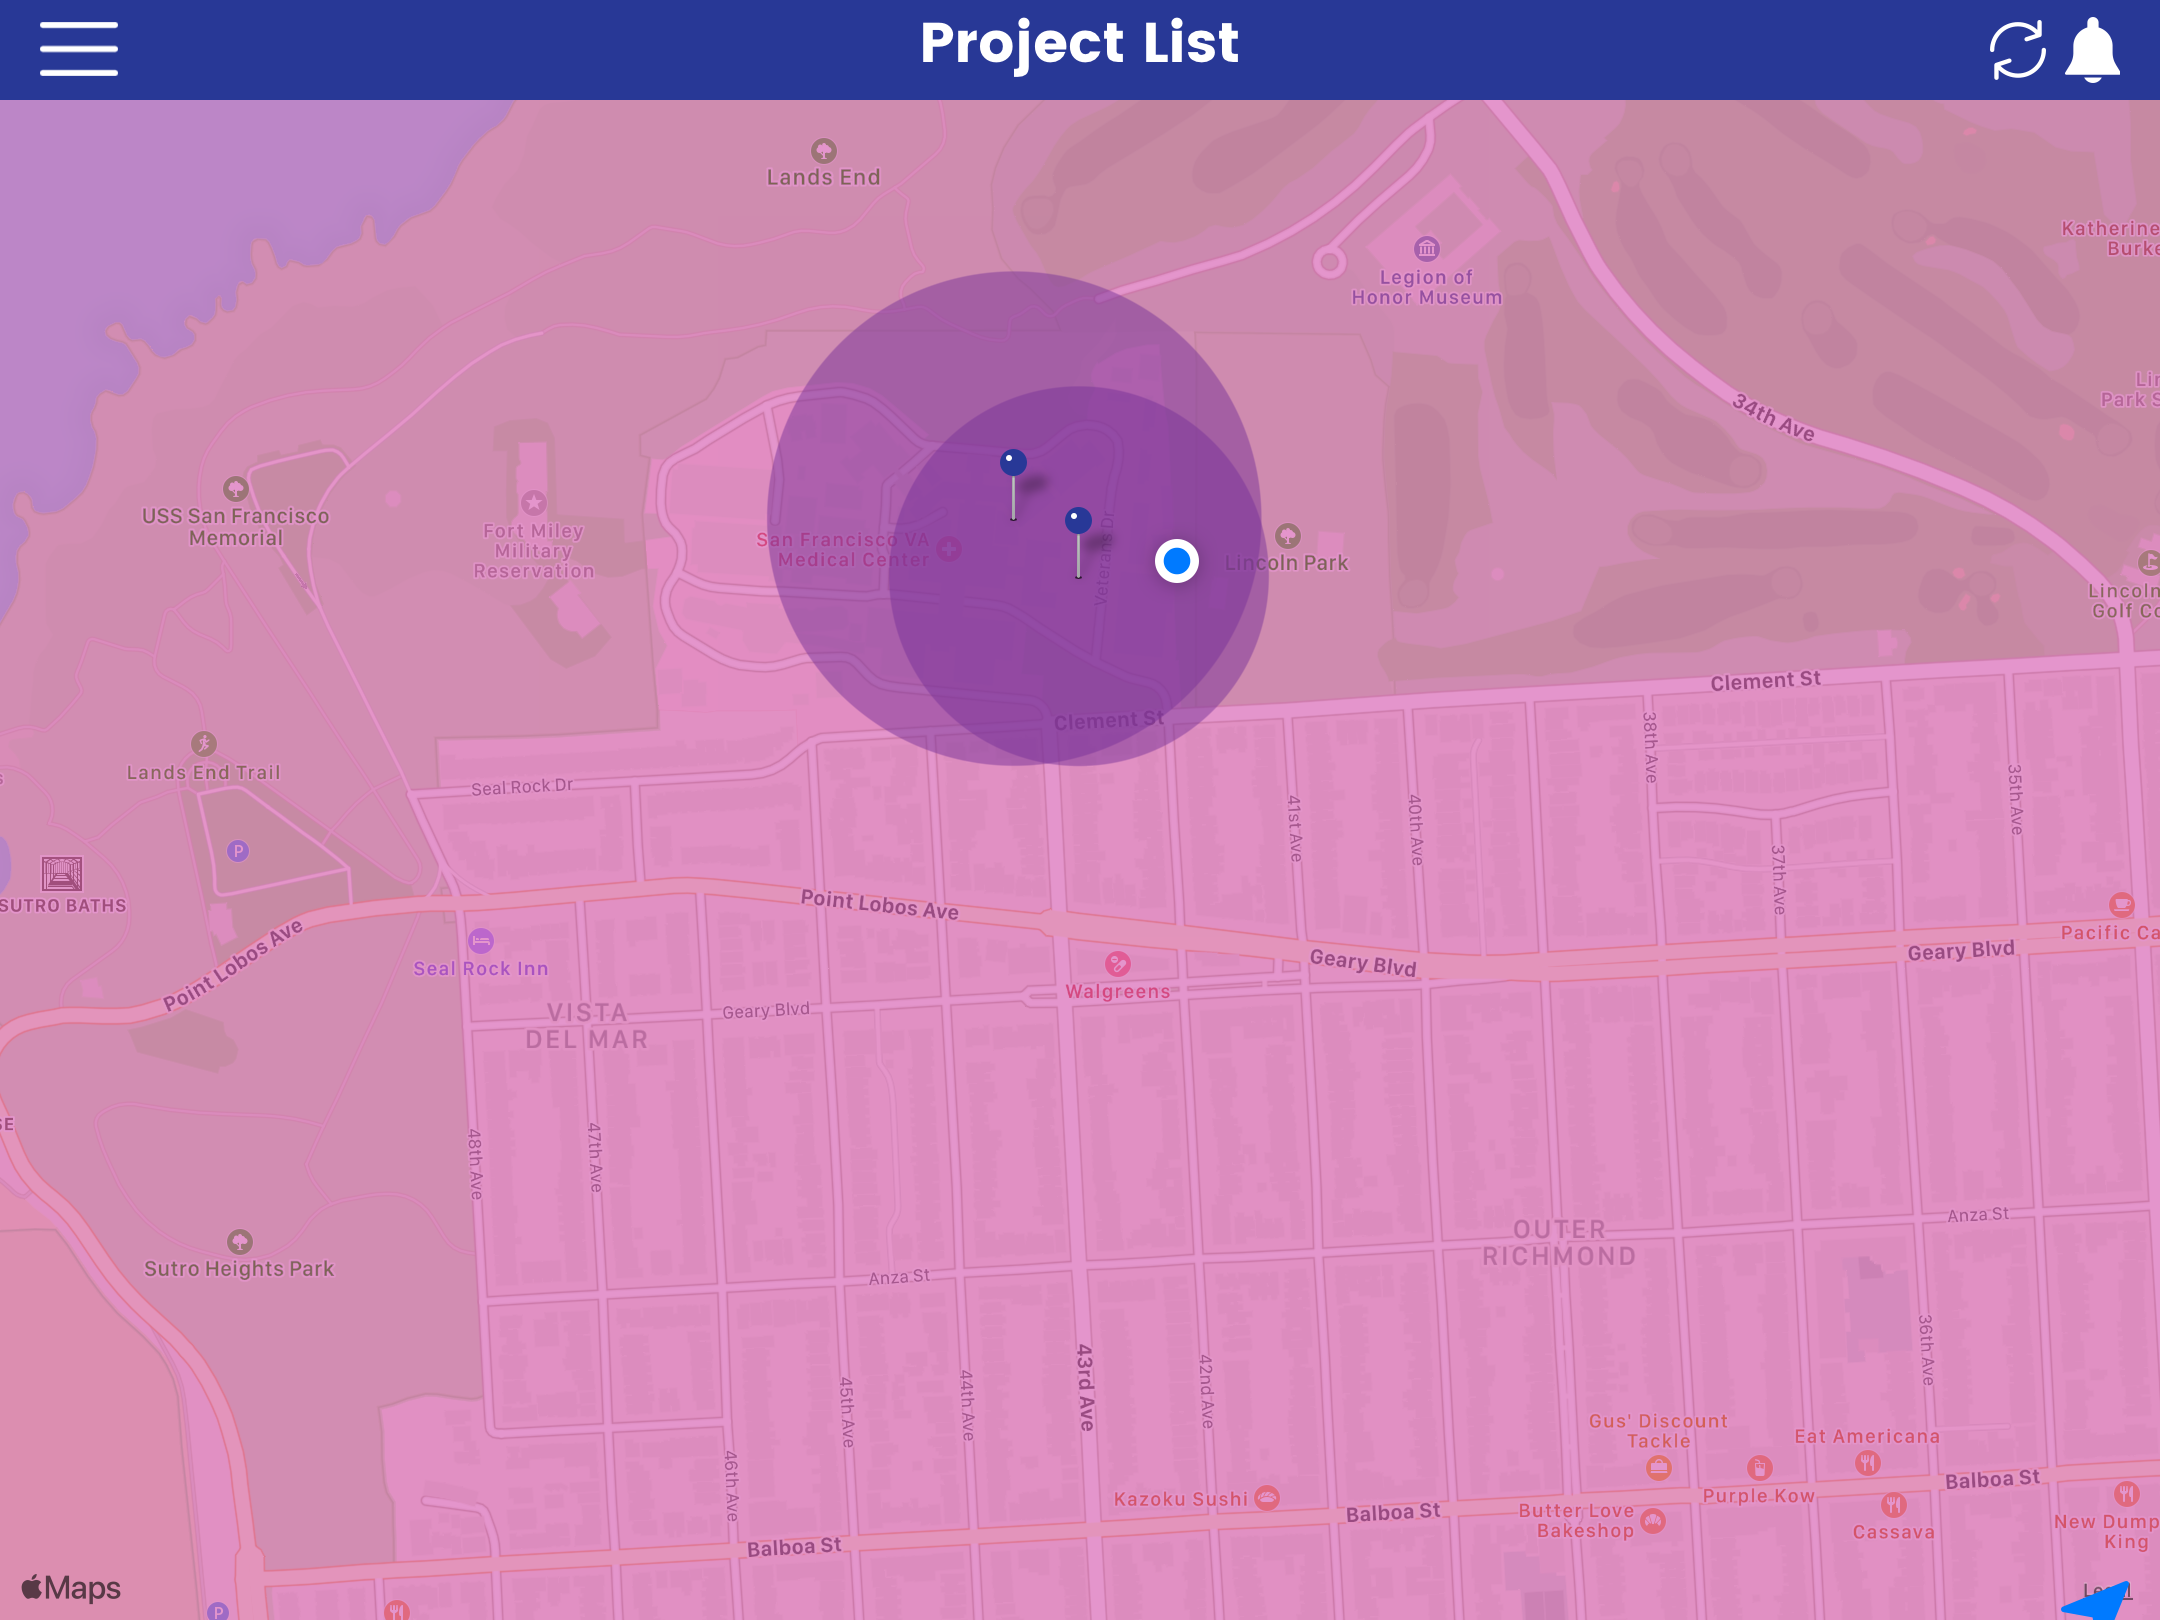 Project List
Lands End
Legion of
Honor Museum
Katherine
Burke
34th Ave
Park S
USS San Francisco
Memorial
Fort Miley
Military
Reservation
San Francisco VA
Medical Center
Veterans Dr
Lincoln Park
Lincoln
Golf Co
Clement St
Clement St
Lands End Trail
Seal Rock Dr
38th Ave
35th Ave
41st Ave
40th Ave
37th Ave
P
SUTRO BATHS
Point Lobos Ave
Point Lobos Ave
Geary Blvd
Geary Blvd
Pacific Ca
Seal Rock Inn
Walgreens
VISTA
DEL MAR
Geary Blvd
48th Ave
47th Ave
SE
Sutro Heights Park
Anza St
Anza St
OUTER
RICHMOND
36th Ave
43rd Ave
42nd Ave
45th Ave
44th Ave
46th Ave
Gus' Discount
Tackle
Eat Americana
Kazoku Sushi
Balboa St
Balboa St
Balboa St
Butter Love
Bakeshop
Purple Kow
Cassava
New Dump
King
Maps
P